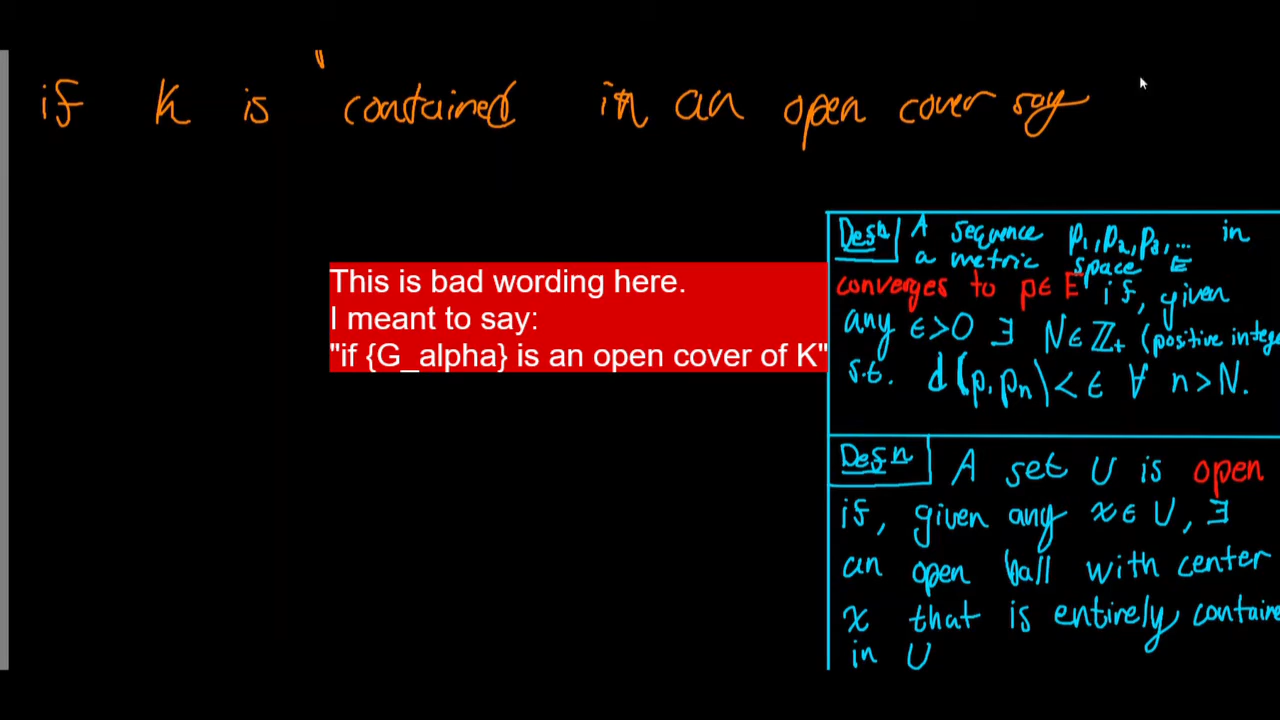 if K is "contained in an open cover say
This is bad wording here.
I meant to say:
"if {G_alpha} is an open cover of K"
Defn A sequence p₁,p₂,p₃,... in
a metric space E
converges to p∈E if, given
any ϵ>0 ∃ N∈ℤ₊ (positive intege
s.t. d(p,pₙ)<ϵ ∀ n>N.
Defn A set U is open
if, given any x∈U, ∃
an open ball with center
x that is entirely containe
in U